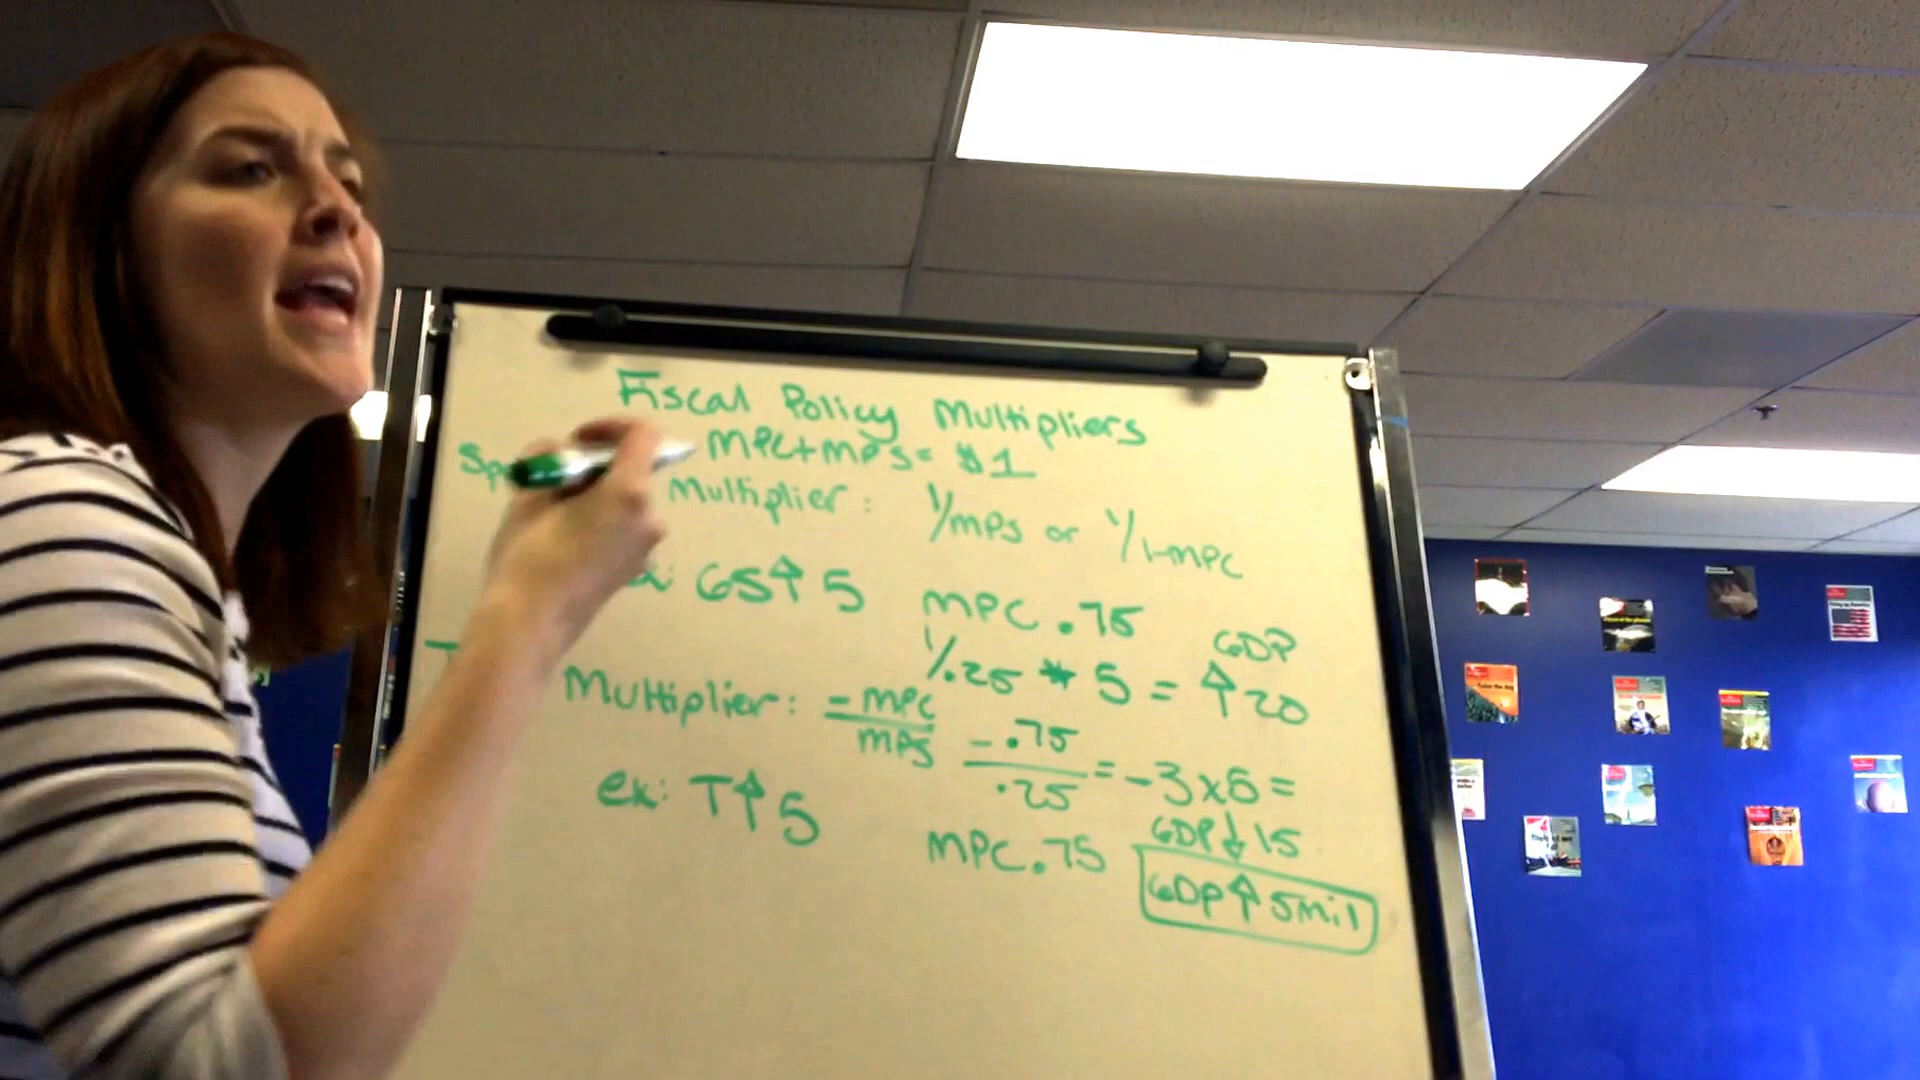 Fiscal Policy Multipliers
MPC+MPS= $1
Multiplier: 1/MPS or 1/1-MPC
GS↑5 MPC .75
1/.25 * 5 = ↑20
GDP
Multiplier: -MPC/MPS
-.75/.25 = -3x5=
ex: T↑5
GDP↓15
MPC .75
GDP↑5mil